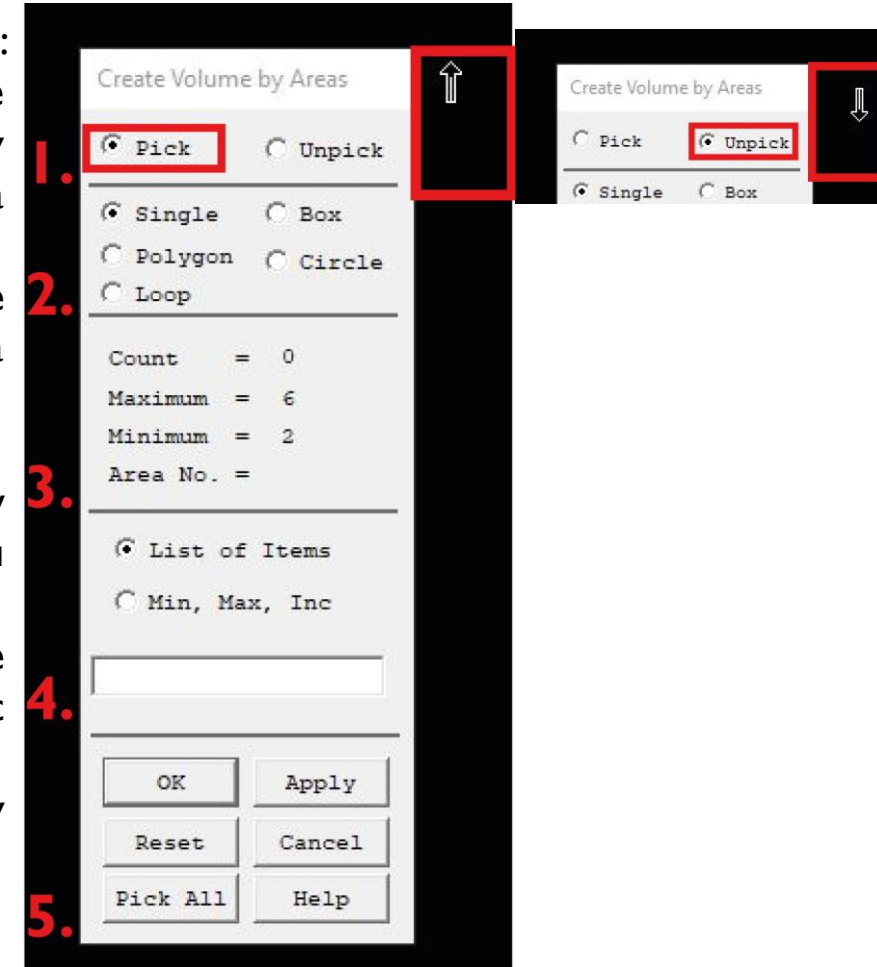 Create Volume by Areas
1.
Pick
Unpick
Single
Box
Polygon
Circle
2.
Loop
Count = 0
Maximum = 6
Minimum = 2
Area No. =
3.
List of Items
Min, Max, Inc
4.
OK
Apply
Reset
Cancel
Pick All
Help
5.
Create Volume by Areas
Pick
Unpick
Single
Box